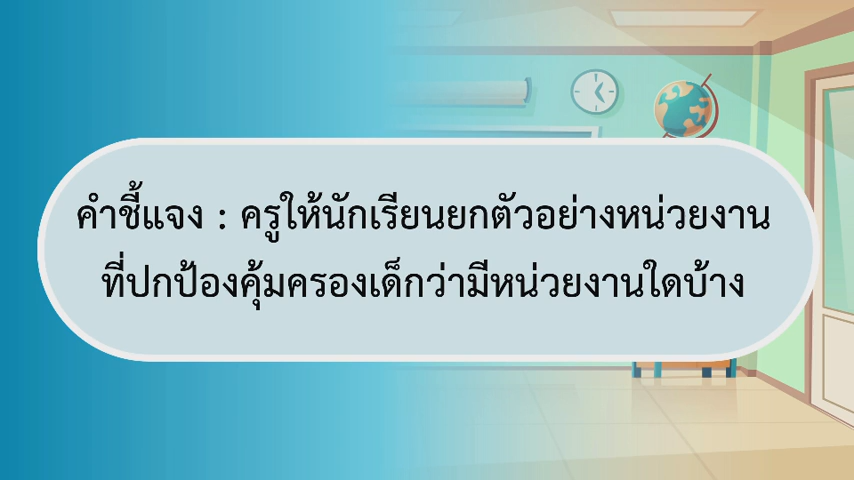 คำชี้แจง : ครูให้นักเรียนยกตัวอย่างหน่วยงาน
ที่ปกป้องคุ้มครองเด็กว่ามีหน่วยงานใดบ้าง